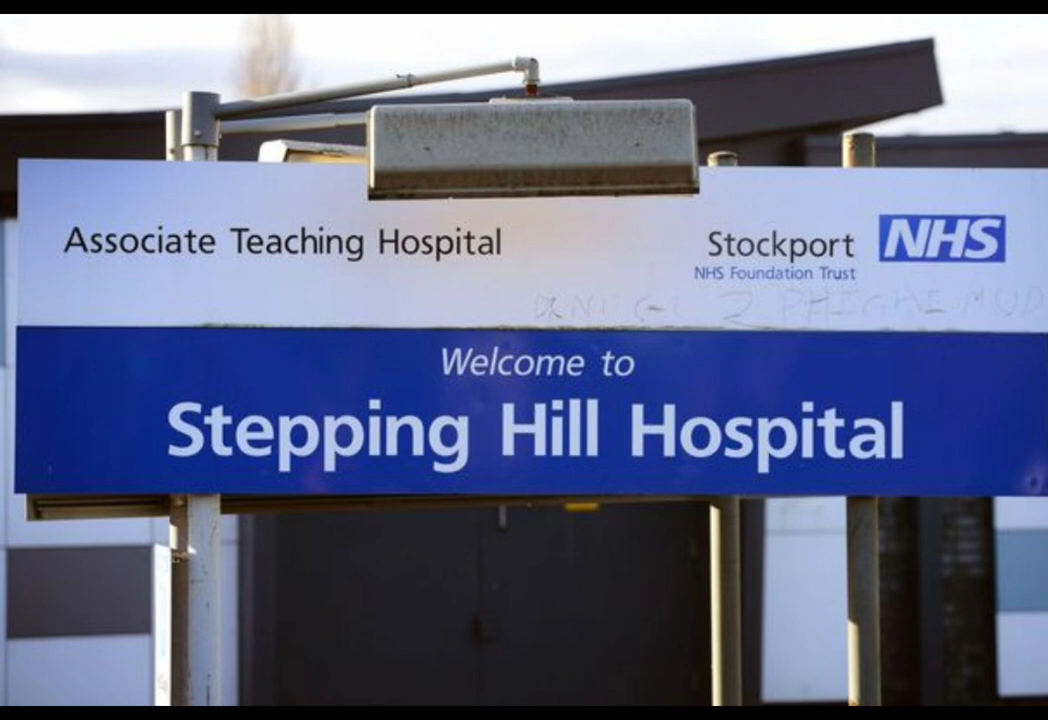 Associate Teaching Hospital
Stockport NHS
NHS Foundation Trust
Welcome to
Stepping Hill Hospital